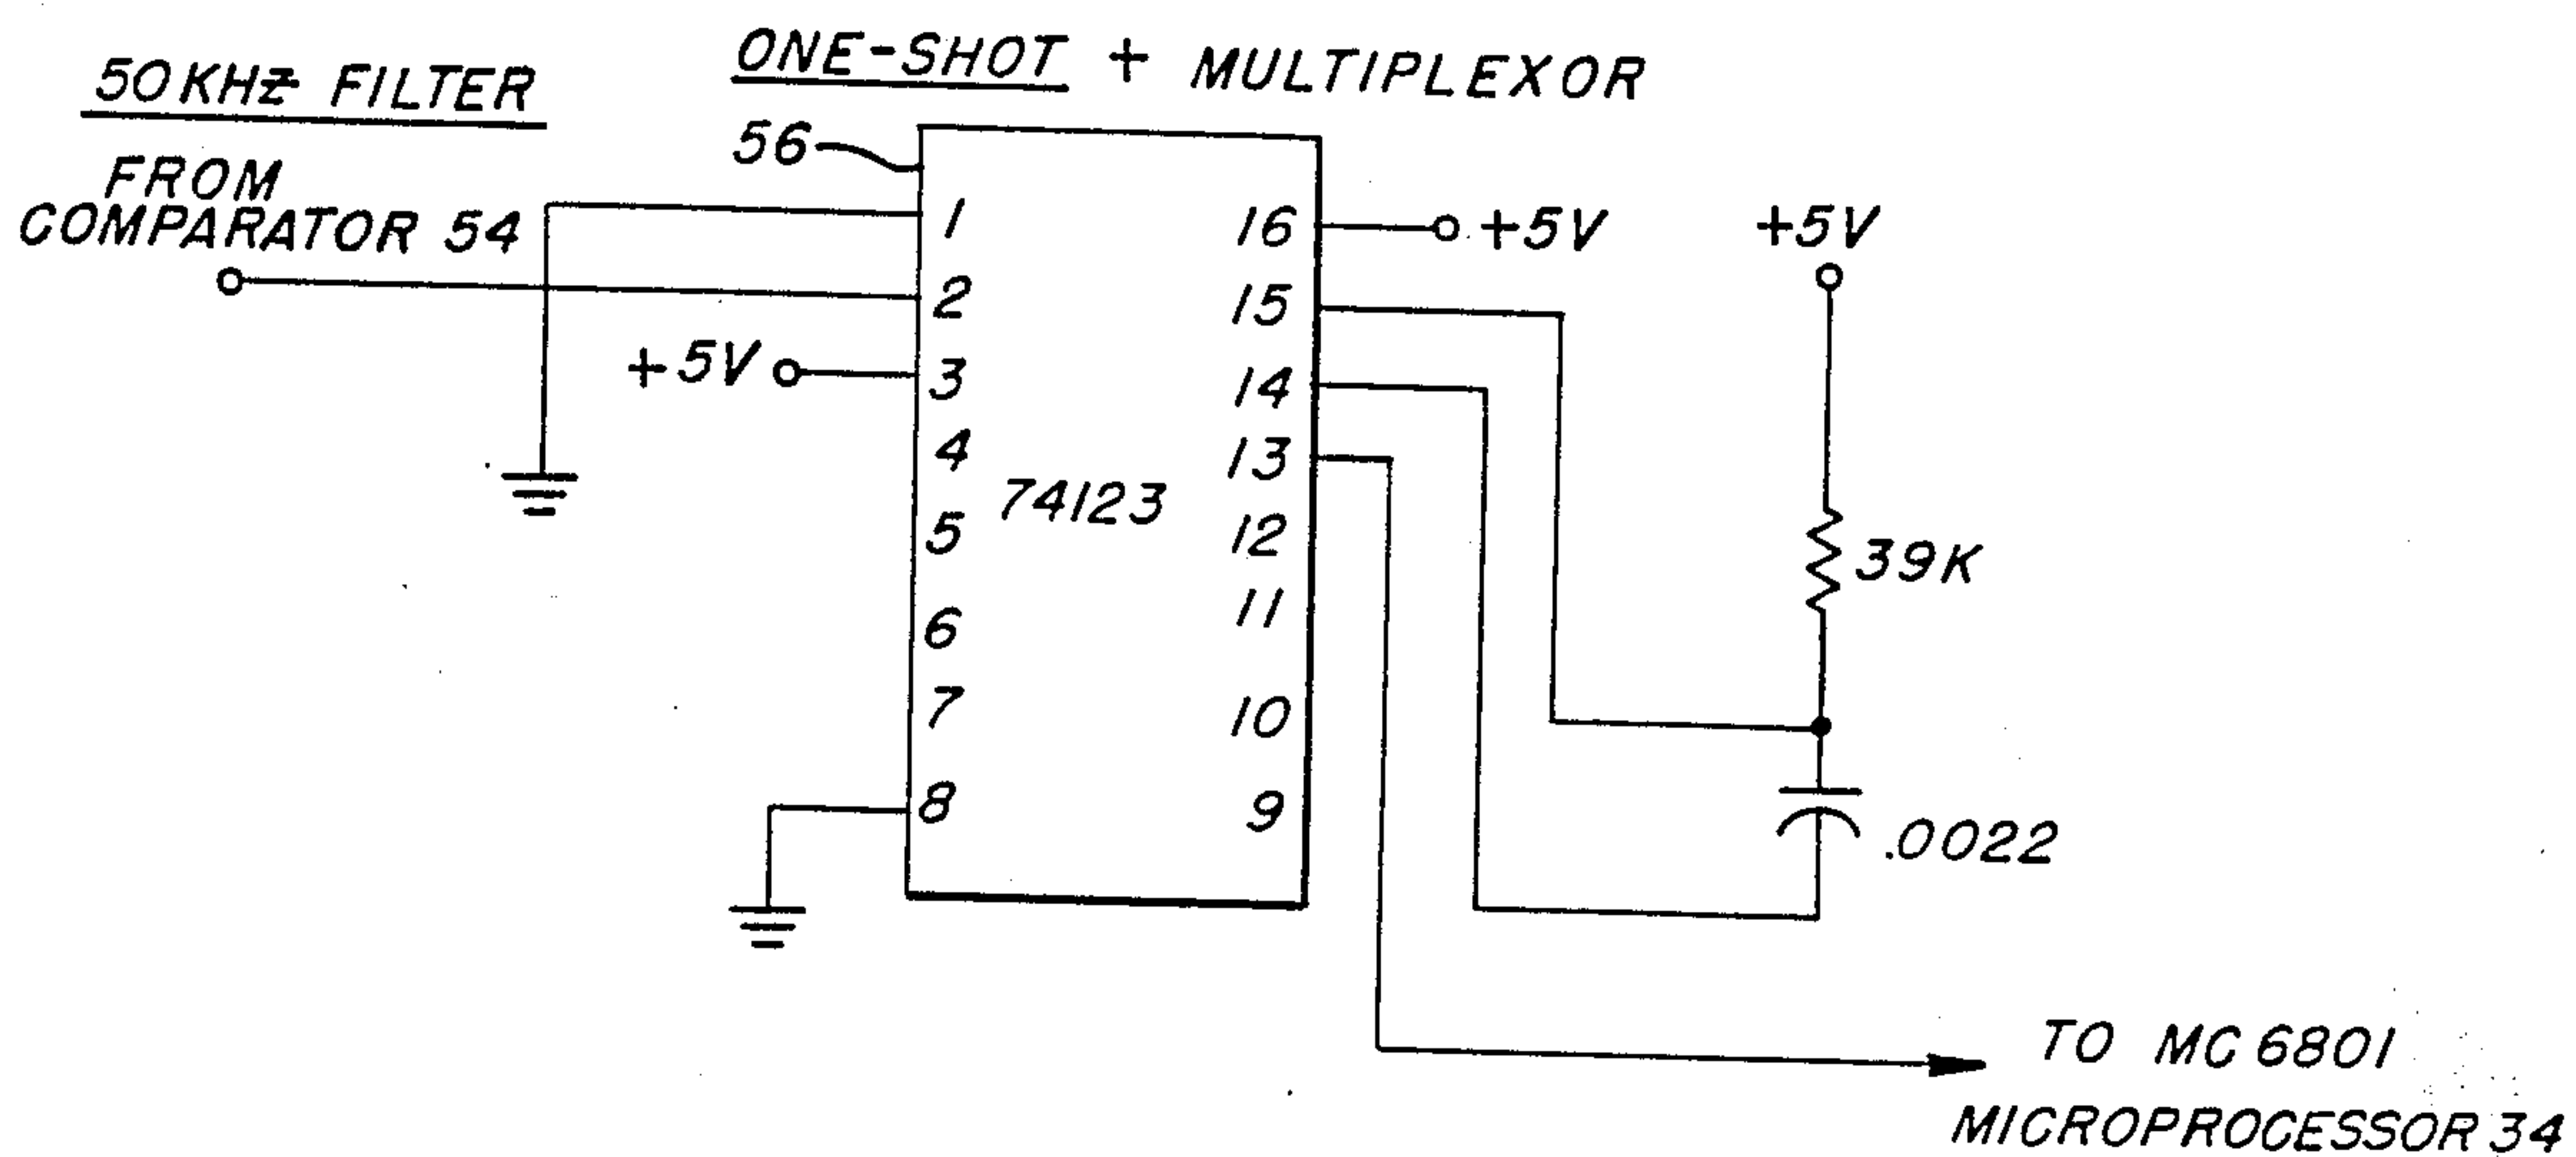 50KHz FILTER
ONE-SHOT + MULTIPLEXOR
56
FROM
COMPARATOR 54
1
2
+5V
3
4
5
6
7
8
74123
16
+5V
15
14
13
12
11
10
9
+5V
39K
.0022
TO MC6801
MICROPROCESSOR 34